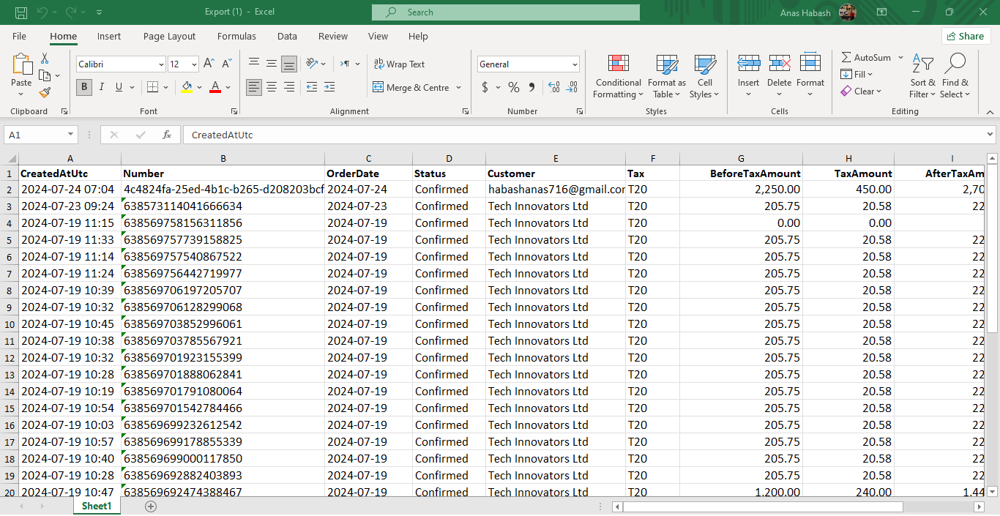 Export (1) - Excel Search Anas Habash
File Home Insert Page Layout Formulas Data Review View Help Share
Paste Calibri 12 A^ A˅ ab Wrap Text General Conditional Formatting Format as Table Cell Styles Insert Delete Format AutoSum Fill Clear Sort & Filter Find & Select
B I U A Merge & Centre $ % 9 .00 .00
Clipboard Font Alignment Number Styles Cells Editing
A1 fx CreatedAtUtc
A B C D E F G H I
1 CreatedAtUtc Number OrderDate Status Customer Tax BeforeTaxAmount TaxAmount AfterTaxAm
2 2024-07-24 07:04 4c4824fa-25ed-4b1c-b265-d208203bcf 2024-07-24 Confirmed habashanas716@gmail.com T20 2,250.00 450.00 2,70
3 2024-07-23 09:24 638573114041666634 2024-07-23 Confirmed Tech Innovators Ltd T20 205.75 20.58 22
4 2024-07-19 11:15 638569758156311856 2024-07-19 Confirmed Tech Innovators Ltd T20 0.00 0.00
5 2024-07-19 11:33 638569757739158825 2024-07-19 Confirmed Tech Innovators Ltd T20 205.75 20.58 22
6 2024-07-19 11:14 638569757540867522 2024-07-19 Confirmed Tech Innovators Ltd T20 205.75 20.58 22
7 2024-07-19 11:24 638569756442719977 2024-07-19 Confirmed Tech Innovators Ltd T20 205.75 20.58 22
8 2024-07-19 10:39 638569706197205707 2024-07-19 Confirmed Tech Innovators Ltd T20 205.75 20.58 22
9 2024-07-19 10:32 638569706128299068 2024-07-19 Confirmed Tech Innovators Ltd T20 205.75 20.58 22
10 2024-07-19 10:45 638569703852996061 2024-07-19 Confirmed Tech Innovators Ltd T20 205.75 20.58 22
11 2024-07-19 10:38 638569703785567921 2024-07-19 Confirmed Tech Innovators Ltd T20 205.75 20.58 22
12 2024-07-19 10:32 638569701923155399 2024-07-19 Confirmed Tech Innovators Ltd T20 205.75 20.58 22
13 2024-07-19 10:28 638569701888062841 2024-07-19 Confirmed Tech Innovators Ltd T20 205.75 20.58 22
14 2024-07-19 10:19 638569701791080064 2024-07-19 Confirmed Tech Innovators Ltd T20 205.75 20.58 22
15 2024-07-19 10:54 638569701542784466 2024-07-19 Confirmed Tech Innovators Ltd T20 205.75 20.58 22
16 2024-07-19 10:03 638569699232612542 2024-07-19 Confirmed Tech Innovators Ltd T20 205.75 20.58 22
17 2024-07-19 10:57 638569699178855339 2024-07-19 Confirmed Tech Innovators Ltd T20 205.75 20.58 22
18 2024-07-19 10:40 638569699000117850 2024-07-19 Confirmed Tech Innovators Ltd T20 205.75 20.58 22
19 2024-07-19 10:28 638569692882403893 2024-07-19 Confirmed Tech Innovators Ltd T20 205.75 20.58 22
20 2024-07-19 10:47 638569692474388467 2024-07-19 Confirmed Tech Innovators Ltd T20 1,200.00 240.00 1,44
Sheet1